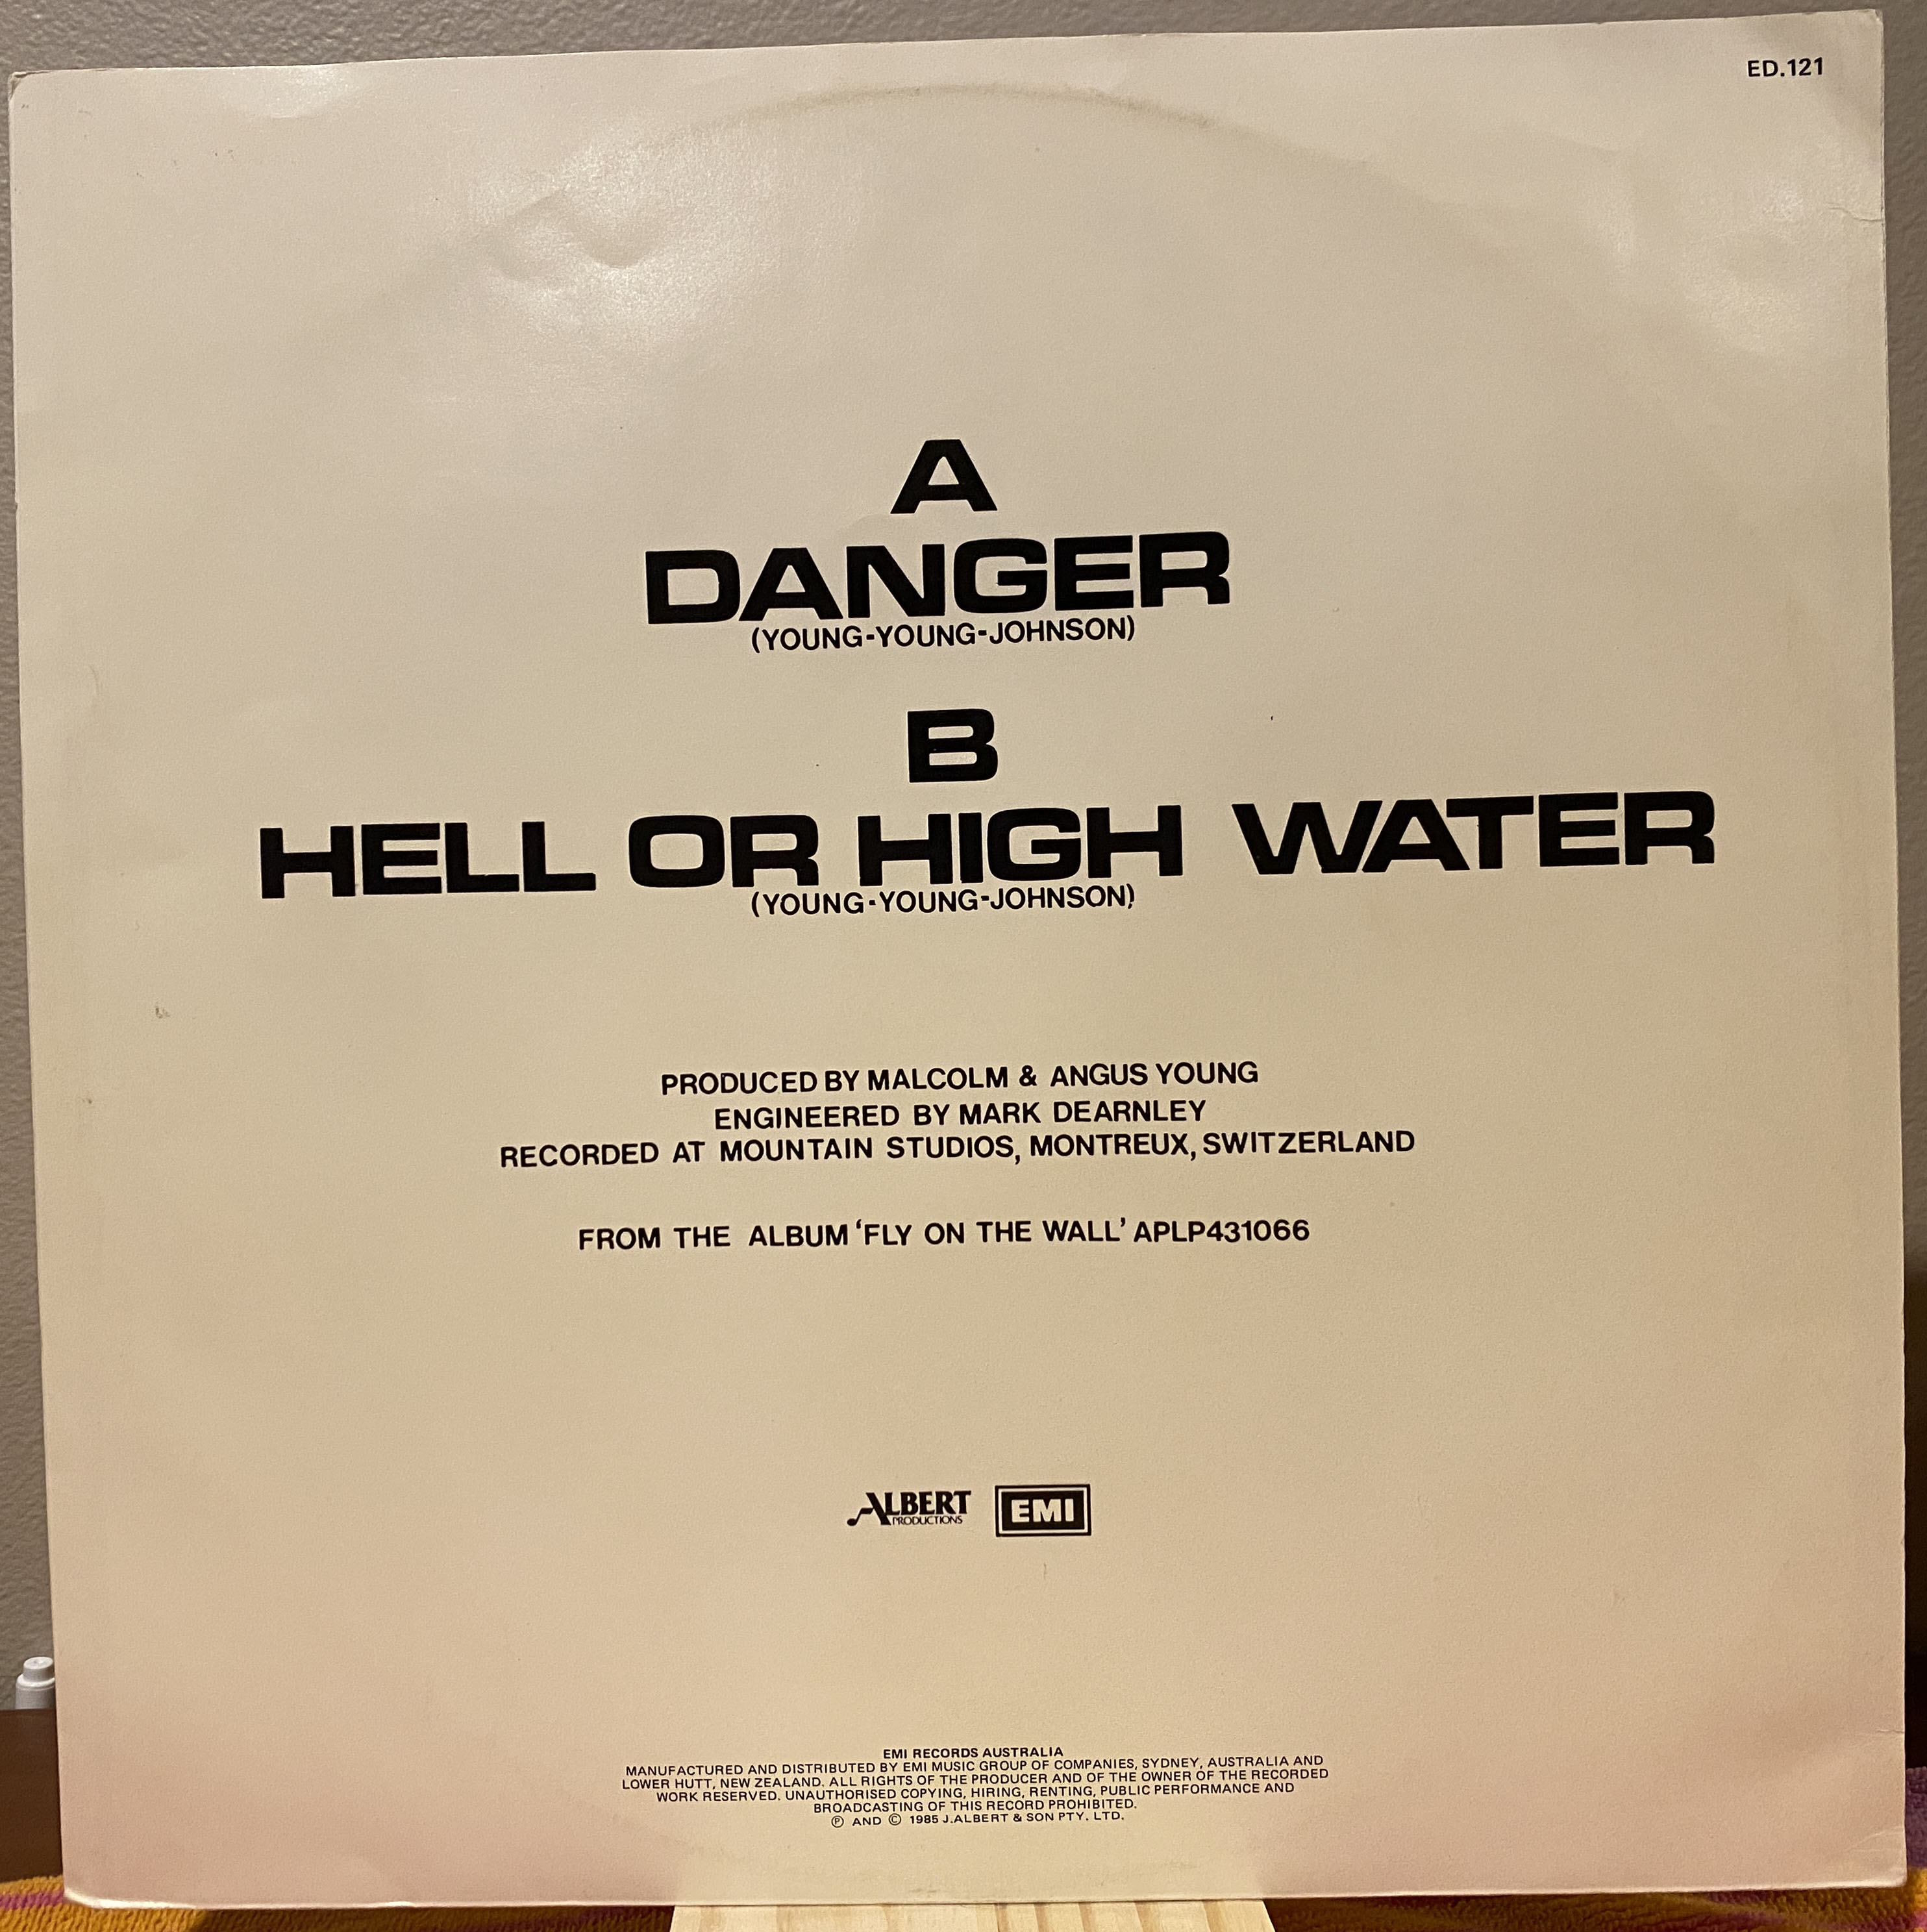 ED.121
A
DANGER
(YOUNG-YOUNG-JOHNSON)
B
HELL OR HIGH WATER
(YOUNG-YOUNG-JOHNSON)
PRODUCED BY MALCOLM & ANGUS YOUNG
ENGINEERED BY MARK DEARNLEY
RECORDED AT MOUNTAIN STUDIOS, MONTREUX, SWITZERLAND
FROM THE ALBUM 'FLY ON THE WALL' APLP431066
ALBERT
PRODUCTIONS
EMI
EMI RECORDS AUSTRALIA
MANUFACTURED AND DISTRIBUTED BY EMI MUSIC GROUP OF COMPANIES, SYDNEY, AUSTRALIA AND
LOWER HUTT, NEW ZEALAND. ALL RIGHTS OF THE PRODUCER AND OF THE OWNER OF THE RECORDED
WORK RESERVED. UNAUTHORISED COPYING, HIRING, RENTING, PUBLIC PERFORMANCE AND
BROADCASTING OF THIS RECORD PROHIBITED.
Ⓟ AND © 1985 J.ALBERT & SON PTY. LTD.